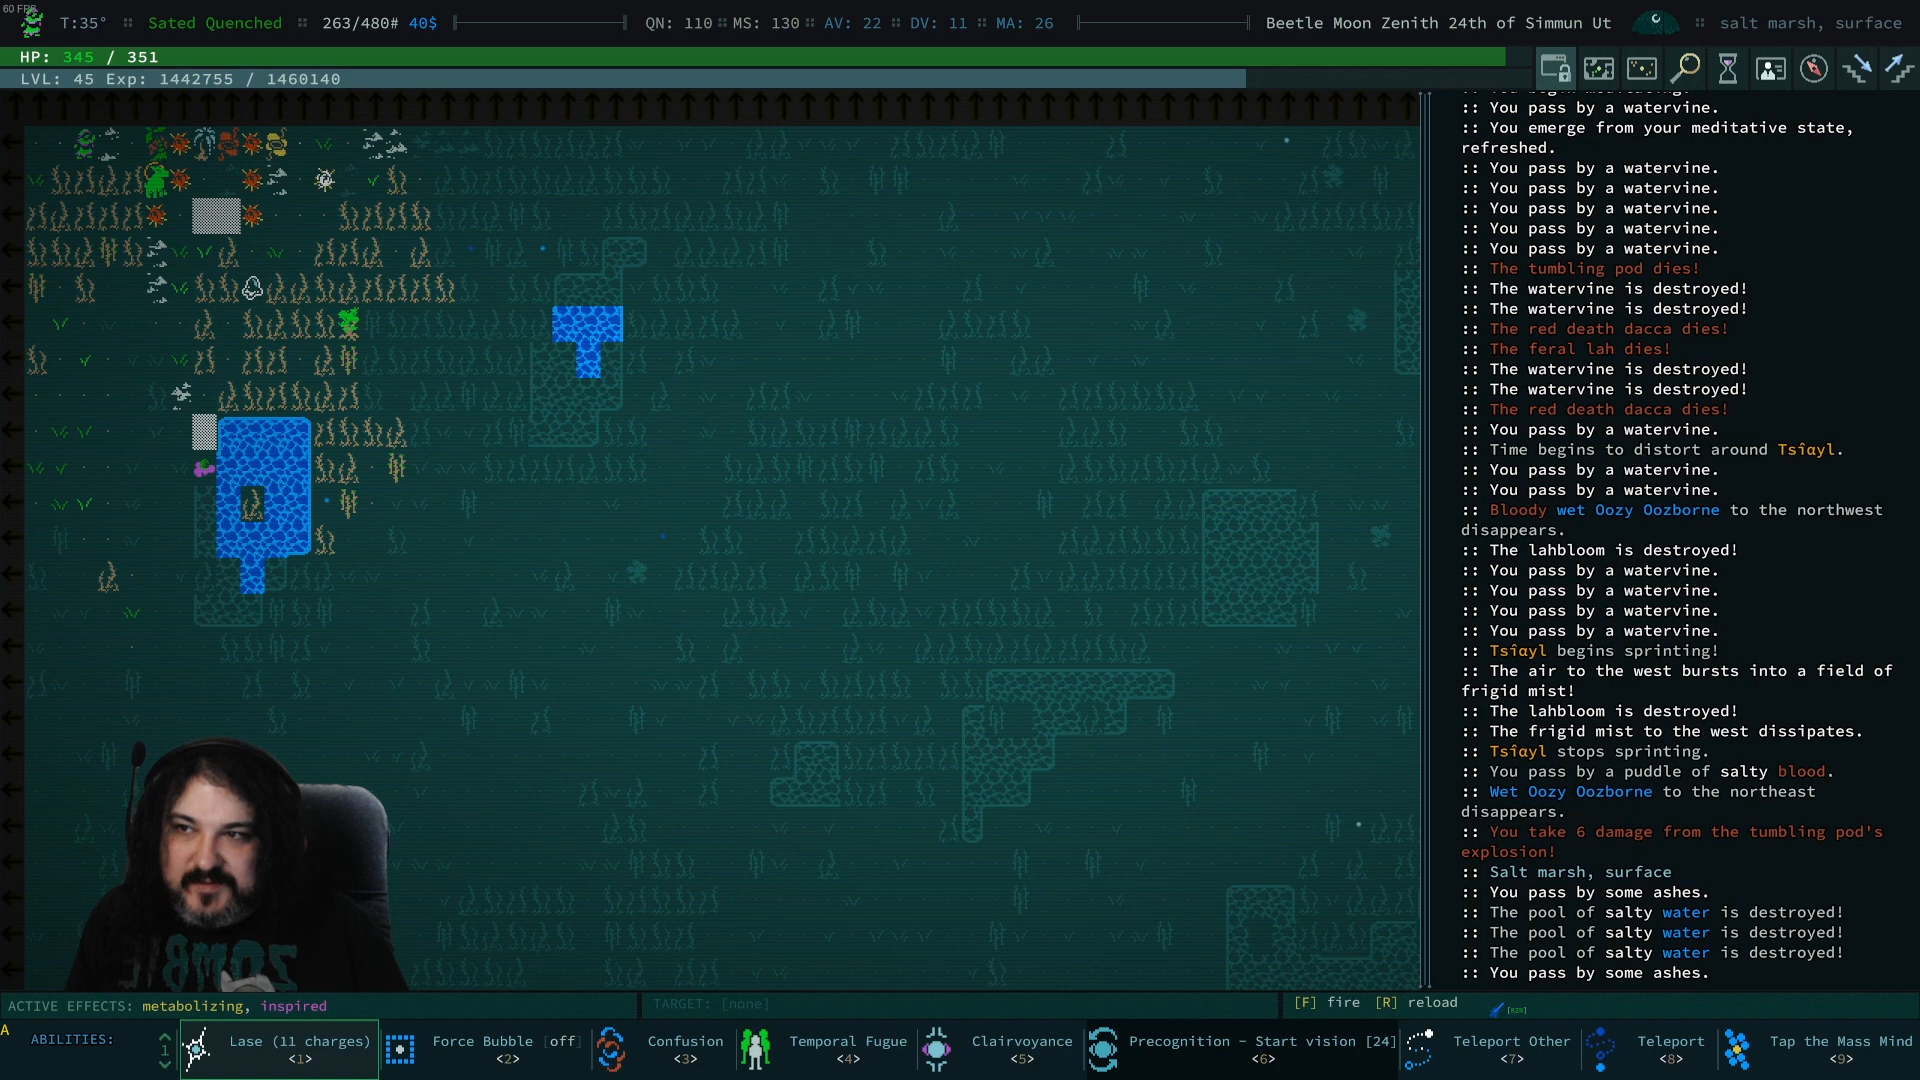 60 FPS
T:35° :: Sated Quenched :: 263/480# 40$ QN: 110 :: MS: 130 :: AV: 22 :: DV: 11 :: MA: 26 Beetle Moon Zenith 24th of Simmun Ut :: salt marsh, surface
HP: 345 / 351
LVL: 45 Exp: 1442755 / 1460140
:: You pass by a watervine.
:: You emerge from your meditative state,
refreshed.
:: You pass by a watervine.
:: You pass by a watervine.
:: You pass by a watervine.
:: You pass by a watervine.
:: You pass by a watervine.
:: The tumbling pod dies!
:: The watervine is destroyed!
:: The watervine is destroyed!
:: The red death dacca dies!
:: The feral lah dies!
:: The watervine is destroyed!
:: The watervine is destroyed!
:: The red death dacca dies!
:: You pass by a watervine.
:: Time begins to distort around Tsîɑyl.
:: You pass by a watervine.
:: You pass by a watervine.
:: Bloody wet Oozy Oozborne to the northwest
disappears.
:: The lahbloom is destroyed!
:: You pass by a watervine.
:: You pass by a watervine.
:: You pass by a watervine.
:: You pass by a watervine.
:: Tsîɑyl begins sprinting!
:: The air to the west bursts into a field of
frigid mist!
:: The lahbloom is destroyed!
:: The frigid mist to the west dissipates.
:: Tsîɑyl stops sprinting.
:: You pass by a puddle of salty blood.
:: Wet Oozy Oozborne to the northeast
disappears.
:: You take 6 damage from the tumbling pod's
explosion!
:: Salt marsh, surface
:: You pass by some ashes.
:: The pool of salty water is destroyed!
:: The pool of salty water is destroyed!
:: The pool of salty water is destroyed!
:: You pass by some ashes.
ACTIVE EFFECTS: metabolizing, inspired
TARGET: [none]
[F] fire [R] reload
A
ABILITIES:
1
Lase (11 charges)
<1>
Force Bubble [off]
<2>
Confusion
<3>
Temporal Fugue
<4>
Clairvoyance
<5>
Precognition - Start vision [24]
<6>
Teleport Other
<7>
Teleport
<8>
Tap the Mass Mind
<9>